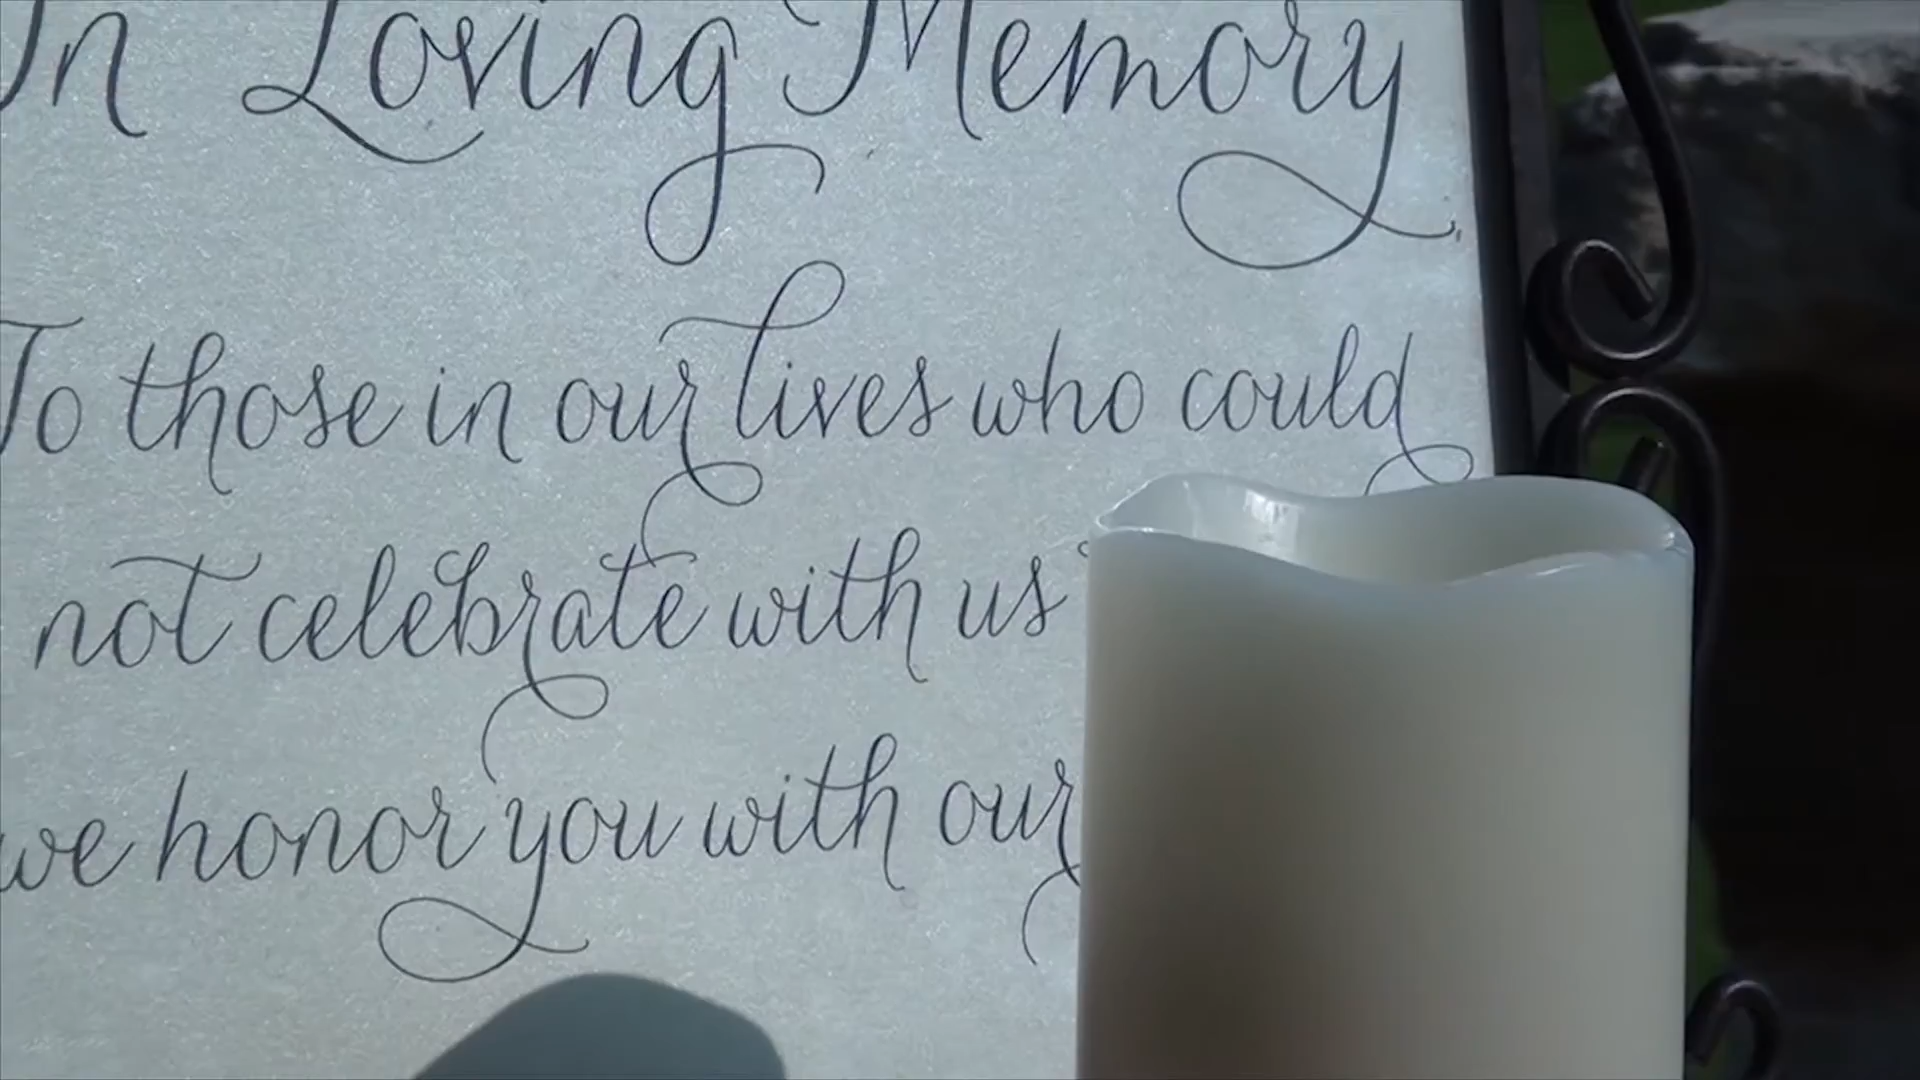 In Loving Memory
To those in our lives who could
not celebrate with us
we honor you with our